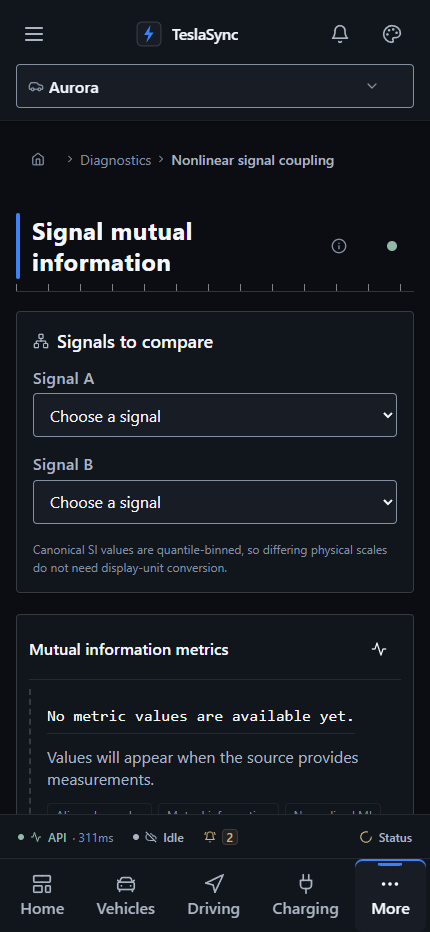 TeslaSync
Aurora
Diagnostics
Nonlinear signal coupling
Signal mutual
information
Signals to compare
Signal A
Choose a signal
Signal B
Choose a signal
Canonical SI values are quantile-binned, so differing physical scales
do not need display-unit conversion.
Mutual information metrics
No metric values are available yet.
Values will appear when the source provides
measurements.
API · 311ms
Idle
2
Status
Home
Vehicles
Driving
Charging
More